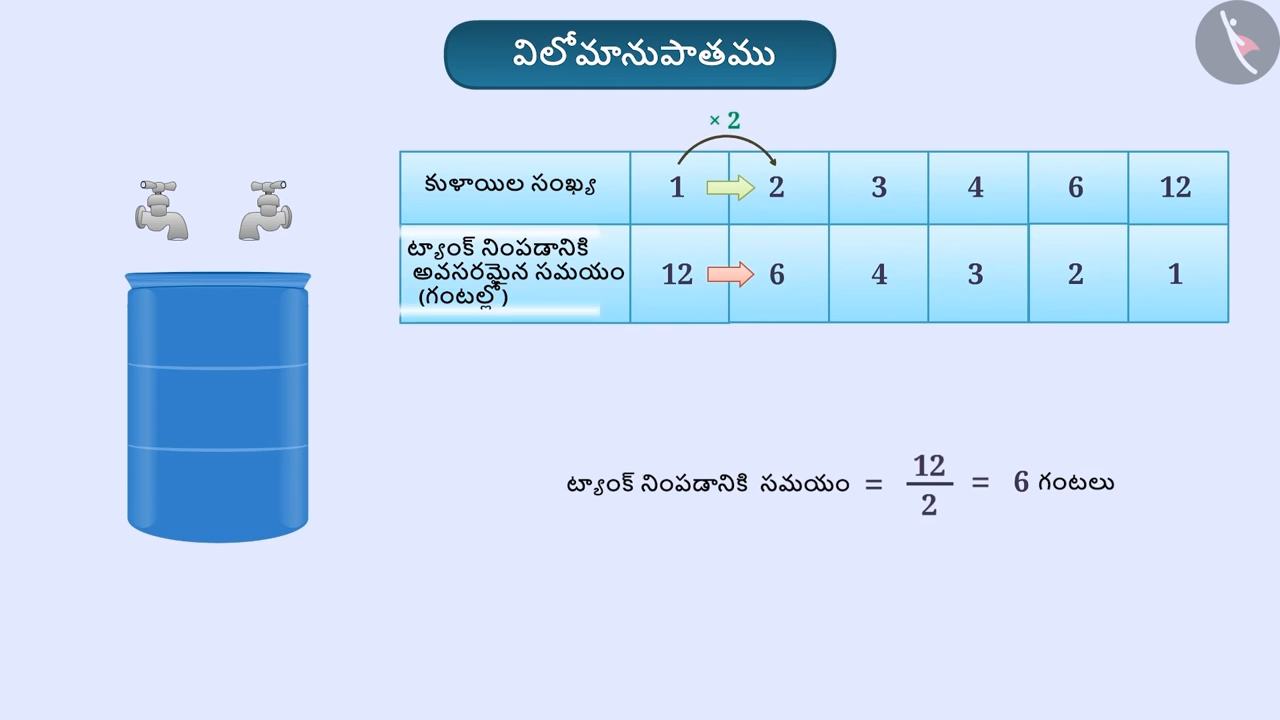 విలోమానుపాతము
× 2
కుళాయిల సంఖ్య 1 2 3 4 6 12
ట్యాంక్ నింపడానికి
అవసరమైన సమయం
(గంటల్లో)
12 6 4 3 2 1
ట్యాంక్ నింపడానికి సమయం = 12/2 = 6 గంటలు